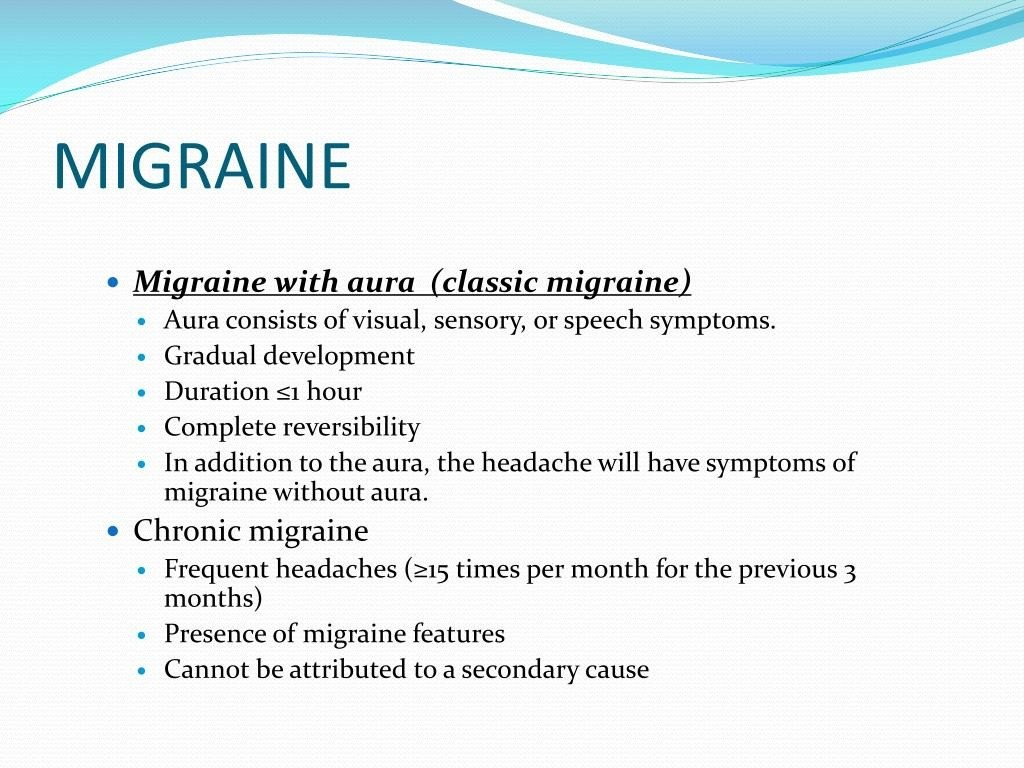 MIGRAINE
• Migraine with aura (classic migraine)
• Aura consists of visual, sensory, or speech symptoms.
• Gradual development
• Duration ≤1 hour
• Complete reversibility
• In addition to the aura, the headache will have symptoms of
migraine without aura.
• Chronic migraine
• Frequent headaches (≥15 times per month for the previous 3
months)
• Presence of migraine features
• Cannot be attributed to a secondary cause